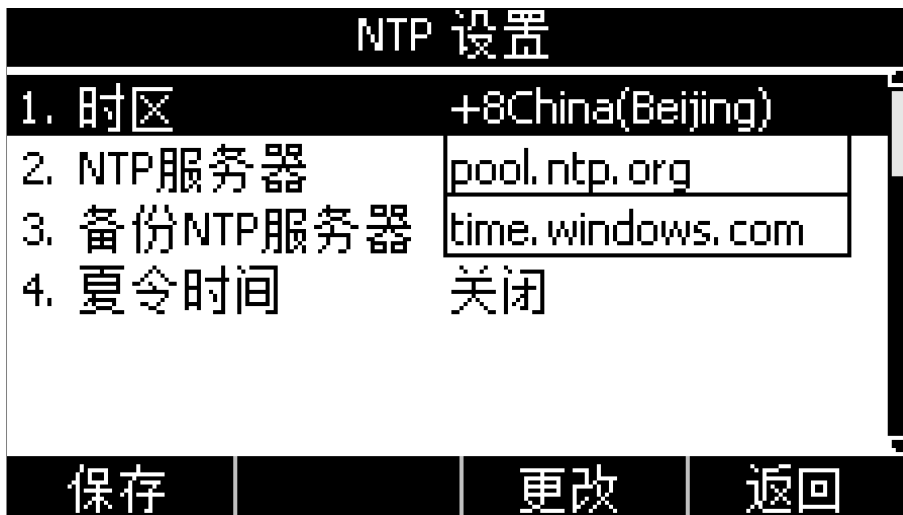 NTP 设置
1. 时区 +8China(Beijing)
2. NTP服务器 pool.ntp.org
3. 备份NTP服务器 time.windows.com
4. 夏令时间 关闭
保存 更改 返回